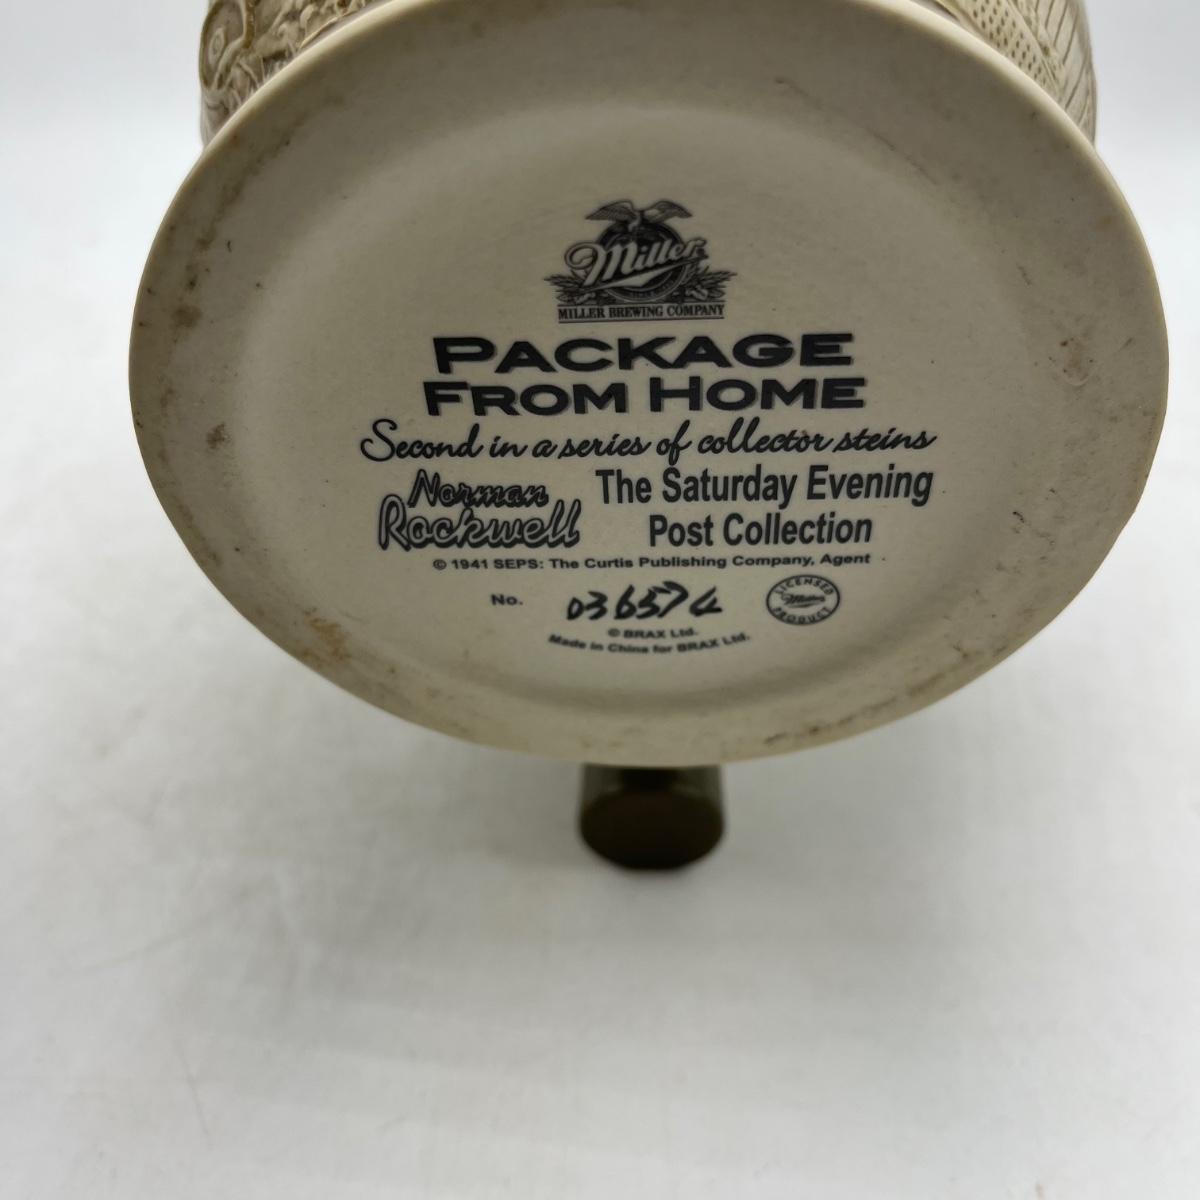 Miller
MILLER BREWING COMPANY
PACKAGE
FROM HOME
Second in a series of collector steins
Norman
Rockwell
The Saturday Evening
Post Collection
© 1941 SEPS: The Curtis Publishing Company, Agent
No. 036574
LICENSED
Miller
PRODUCT
© BRAX Ltd.
Made in China for BRAX Ltd.